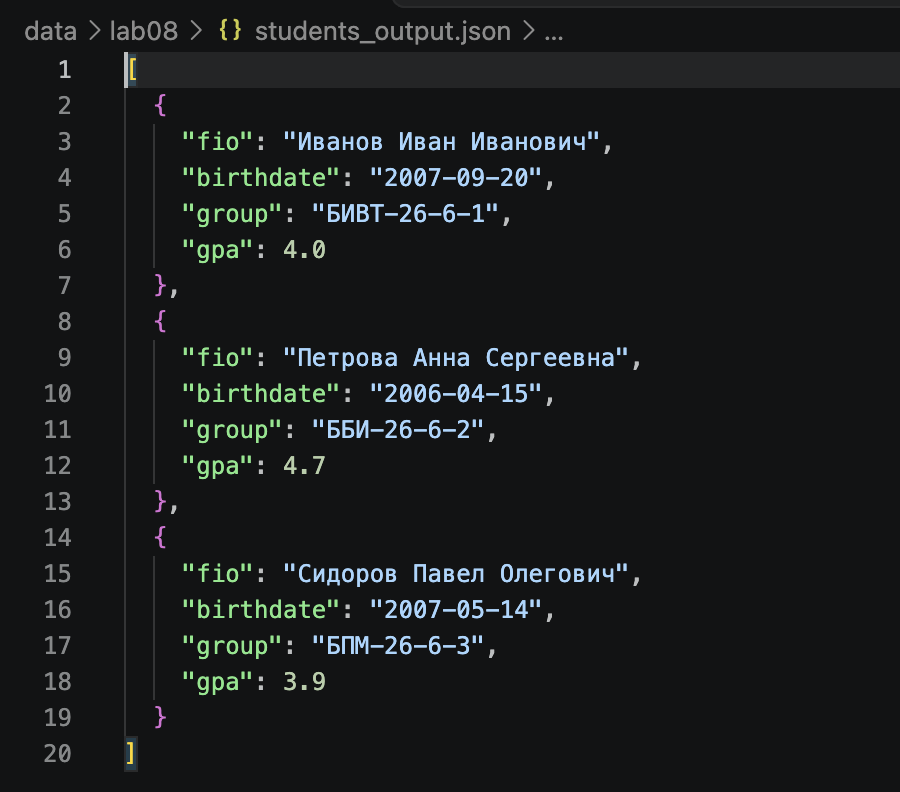 data > lab08 > {} students_output.json > ...
1 [
2 {
3 "fio": "Иванов Иван Иванович",
4 "birthdate": "2007-09-20",
5 "group": "БИВТ-26-6-1",
6 "gpa": 4.0
7 },
8 {
9 "fio": "Петрова Анна Сергеевна",
10 "birthdate": "2006-04-15",
11 "group": "ББИ-26-6-2",
12 "gpa": 4.7
13 },
14 {
15 "fio": "Сидоров Павел Олегович",
16 "birthdate": "2007-05-14",
17 "group": "БПМ-26-6-3",
18 "gpa": 3.9
19 }
20 ]